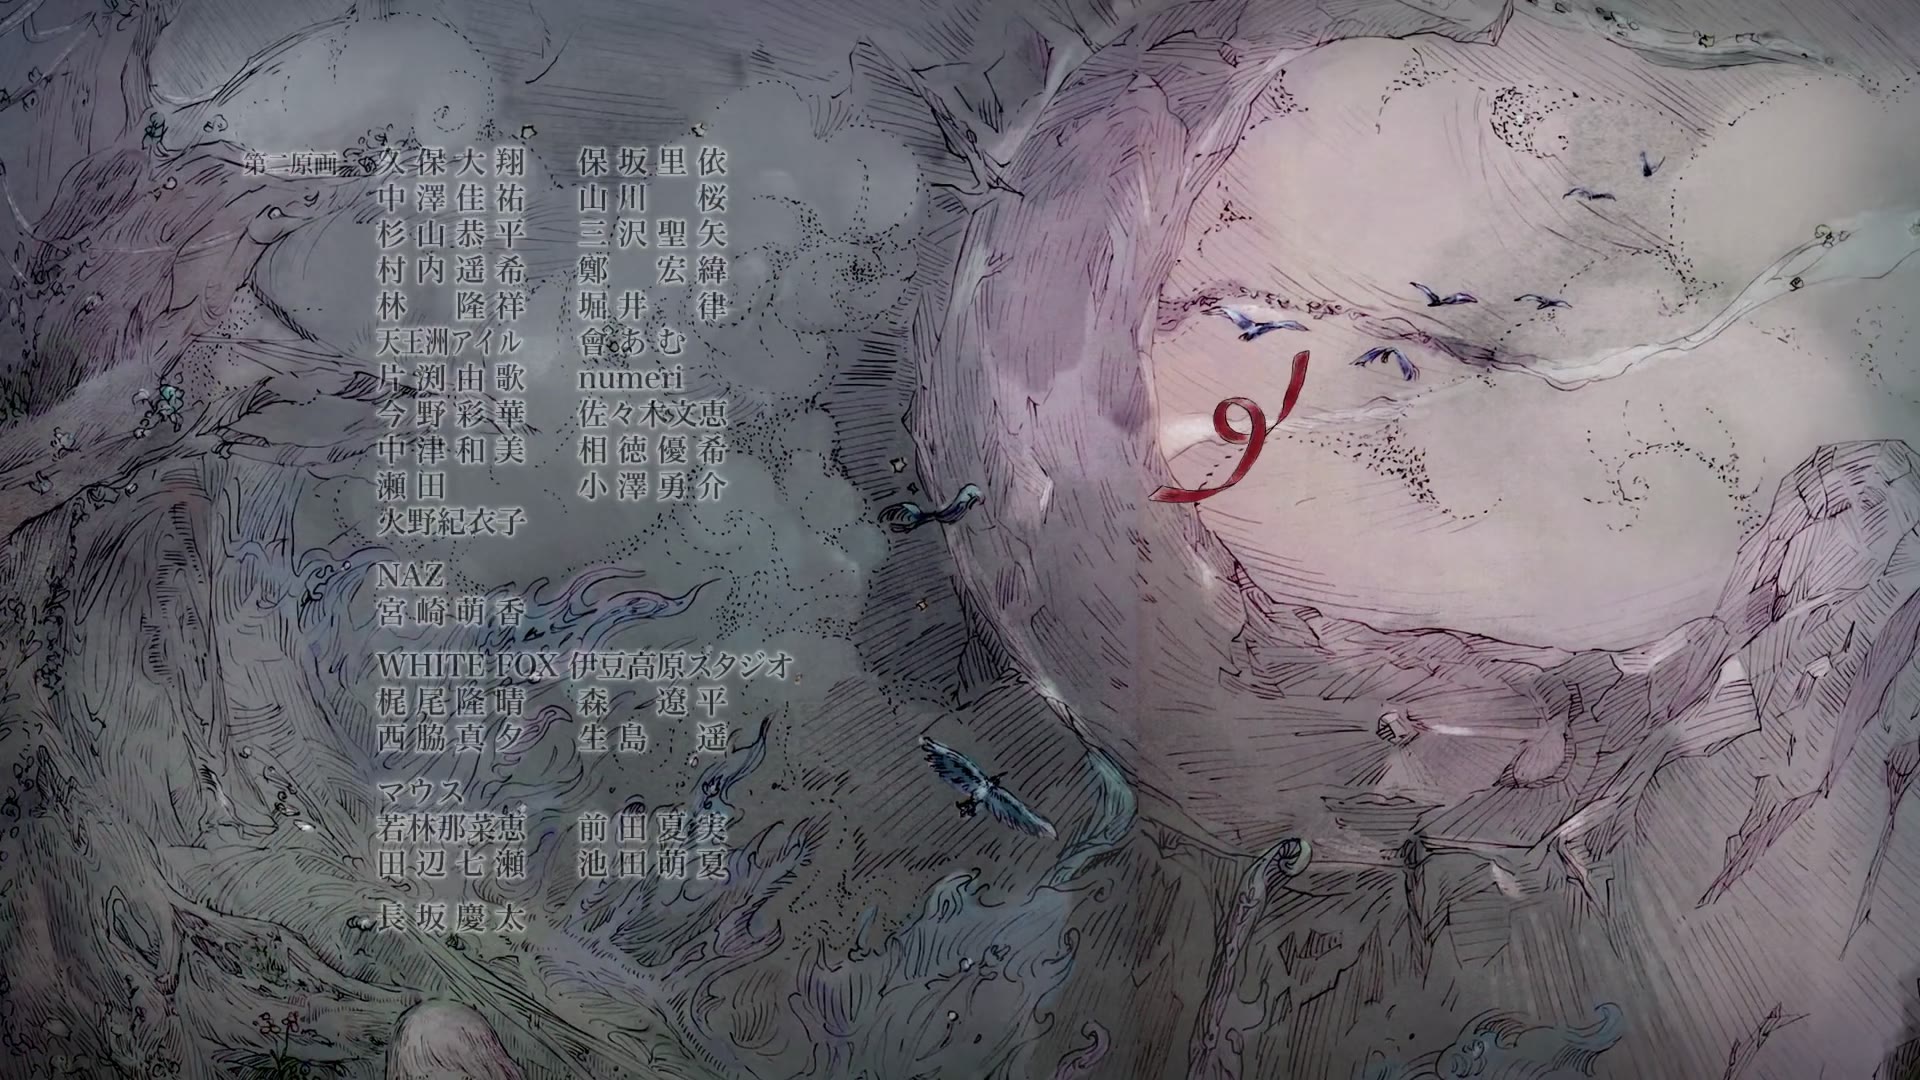 第二原画 久保大翔 保坂里依
中澤佳祐 山川桜
杉山恭平 三沢聖矢
村内遥希 鄭宏緯
林隆祥 堀井律
天王洲アイル 會あむ
片渕由歌 numeri
今野彩華 佐々木文恵
中津和美 相徳優希
瀬田 小澤勇介
火野紀衣子
NAZ
宮崎萌香
WHITE FOX 伊豆高原スタジオ
梶尾隆晴 森遼平
西脇真夕 生島遥
マウス
若林那菜恵 前田夏実
田辺七瀬 池田萌夏
長坂慶太